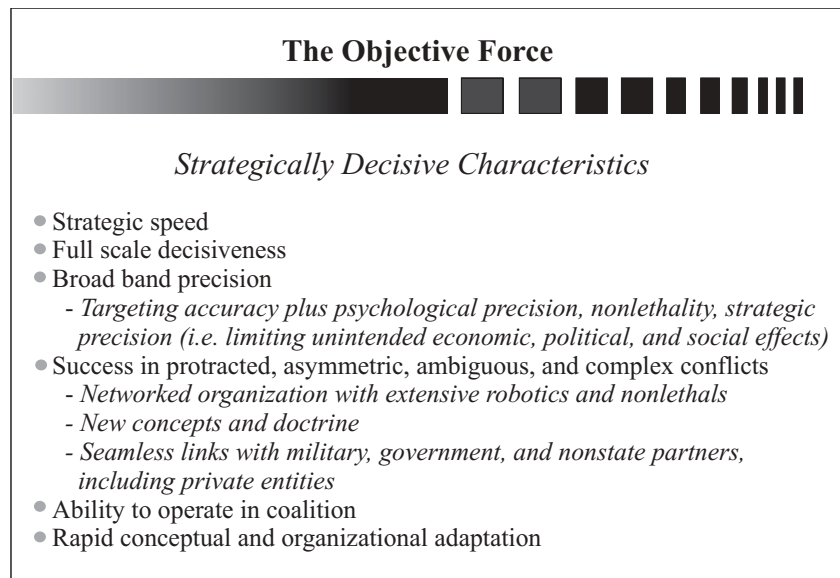 The Objective Force
Strategically Decisive Characteristics
Strategic speed
Full scale decisiveness
Broad band precision
- Targeting accuracy plus psychological precision, nonlethality, strategic
precision (i.e. limiting unintended economic, political, and social effects)
Success in protracted, asymmetric, ambiguous, and complex conflicts
- Networked organization with extensive robotics and nonlethals
- New concepts and doctrine
- Seamless links with military, government, and nonstate partners,
including private entities
Ability to operate in coalition
Rapid conceptual and organizational adaptation